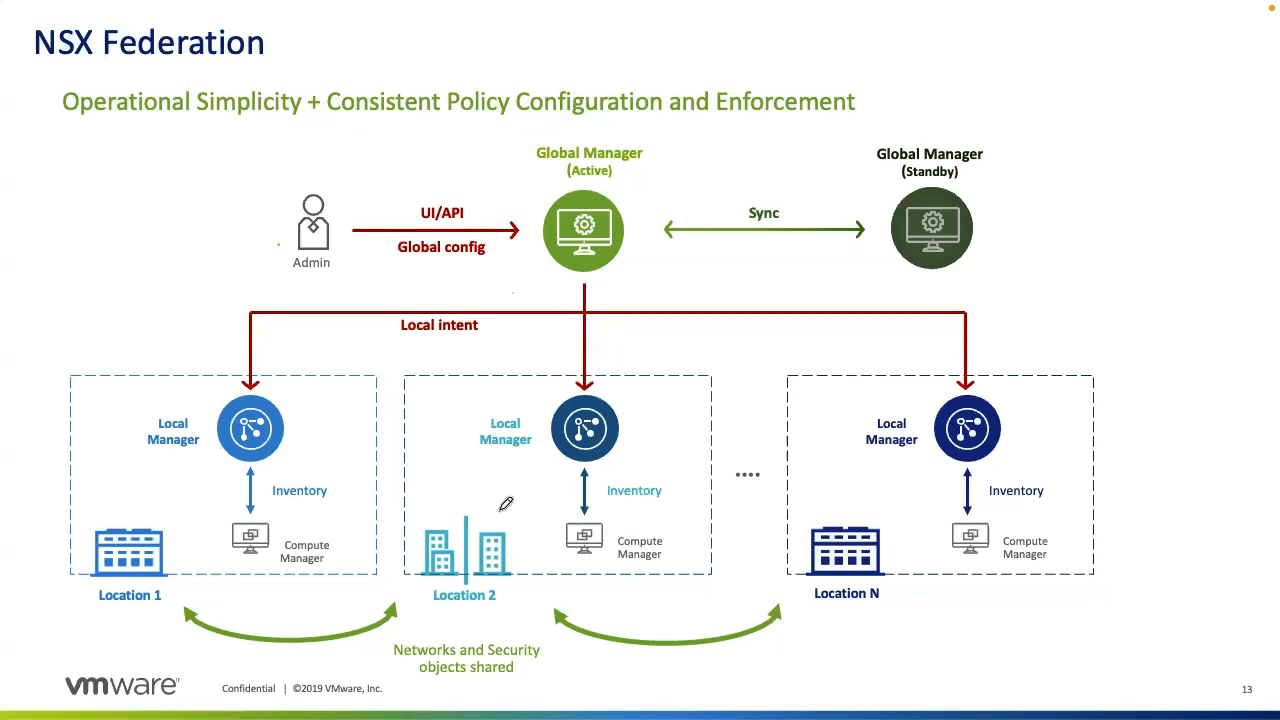 NSX Federation
Operational Simplicity + Consistent Policy Configuration and Enforcement
Global Manager
(Active)
Global Manager
(Standby)
UI/API
Global config
Sync
Admin
Local intent
Local
Manager
Local
Manager
Local
Manager
Inventory
Inventory
Inventory
Compute
Manager
Compute
Manager
Compute
Manager
Location 1
Location 2
Location N
Networks and Security
objects shared
vmware
Confidential | ©2019 VMware, Inc.
13